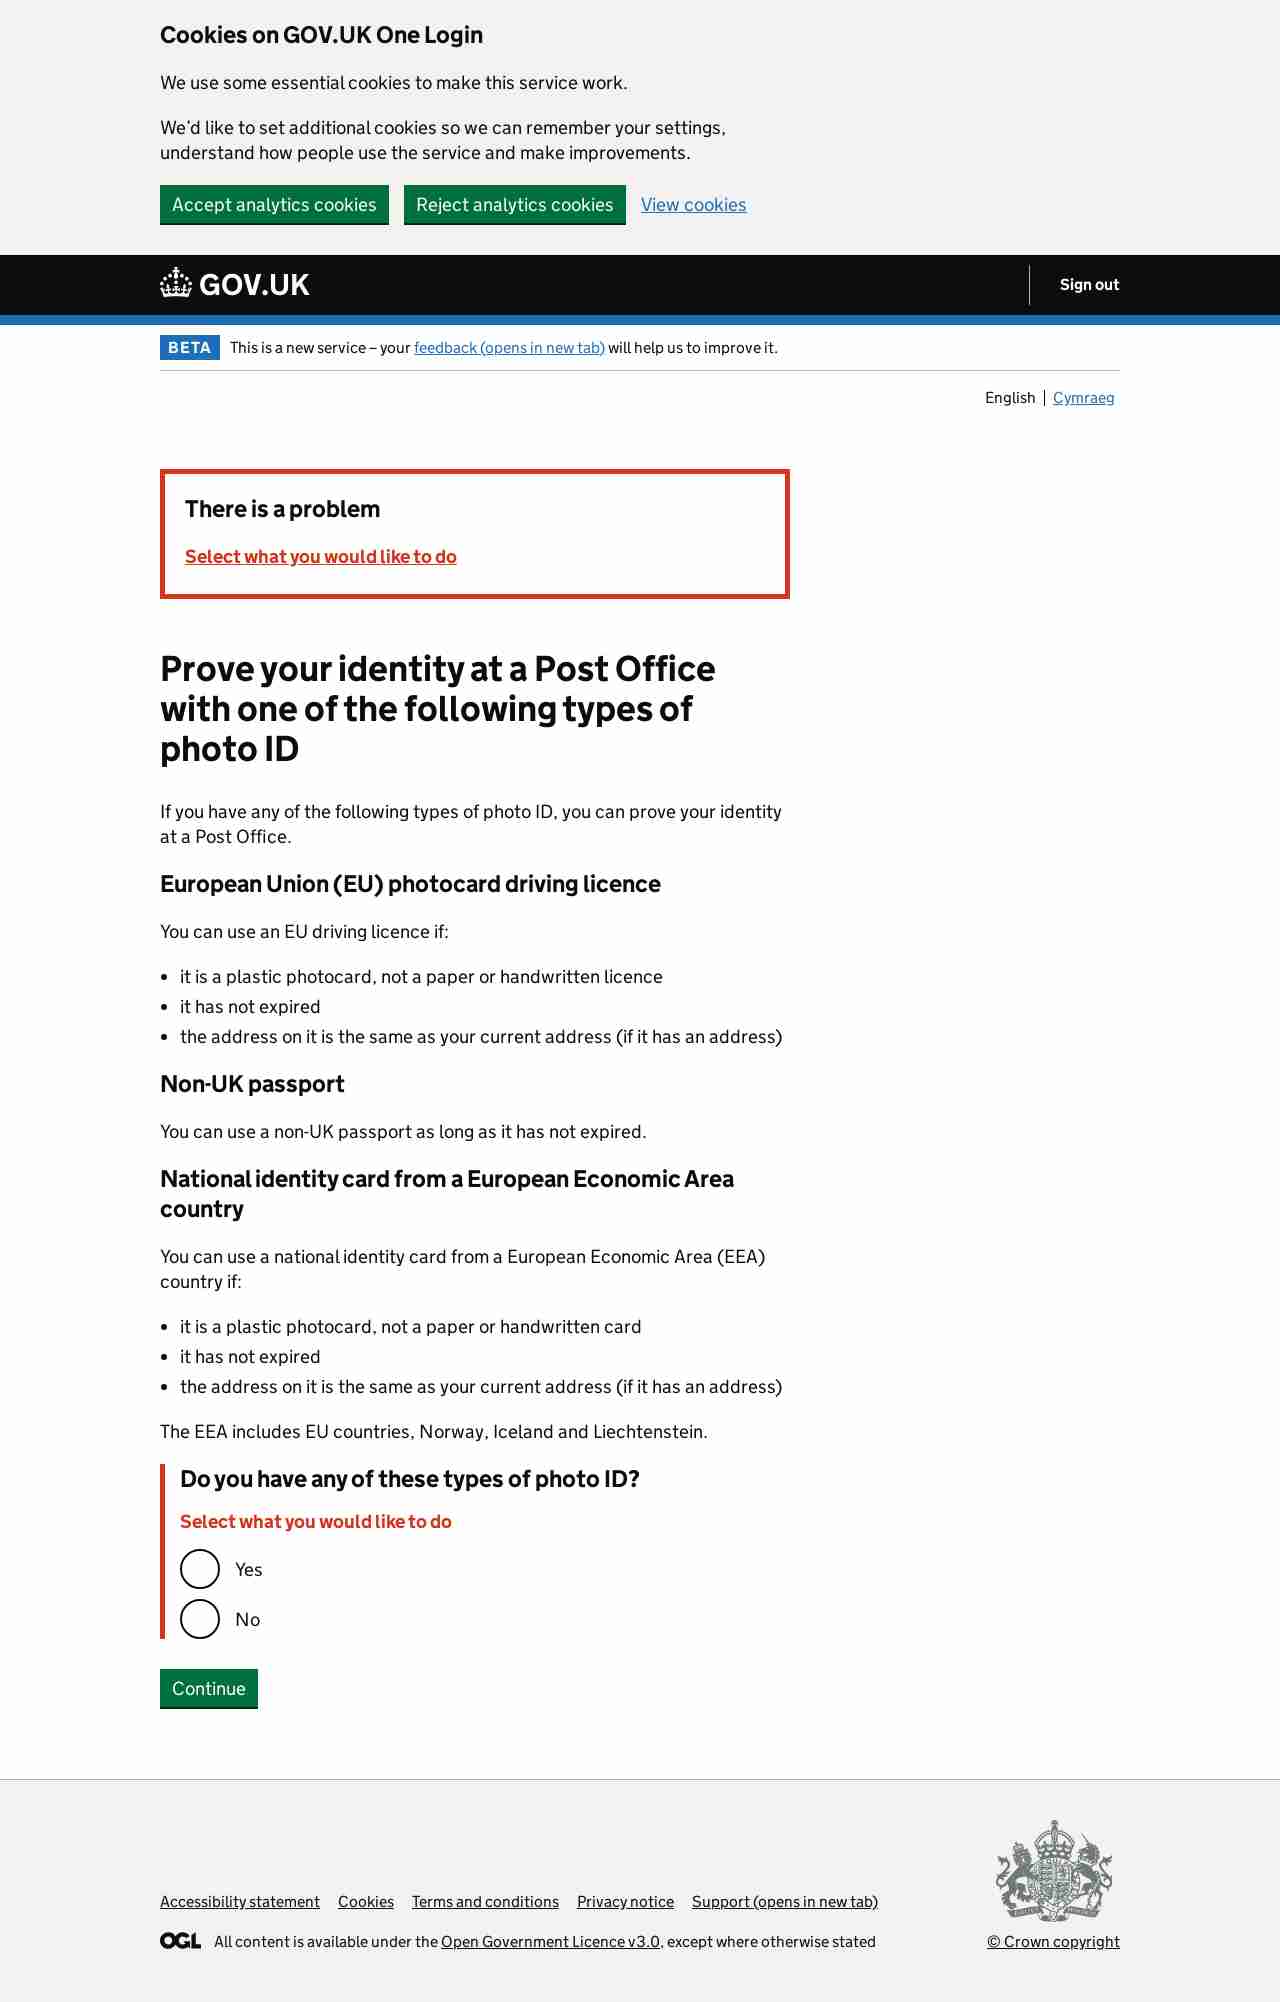 Cookies on GOV.UK One Login
We use some essential cookies to make this service work.
We'd like to set additional cookies so we can remember your settings,
understand how people use the service and make improvements.
Accept analytics cookies Reject analytics cookies View cookies
GOV.UK Sign out
BETA This is a new service – your feedback (opens in new tab) will help us to improve it.
English Cymraeg
There is a problem
Select what you would like to do
Prove your identity at a Post Office
with one of the following types of
photo ID
If you have any of the following types of photo ID, you can prove your identity
at a Post Office.
European Union (EU) photocard driving licence
You can use an EU driving licence if:
• it is a plastic photocard, not a paper or handwritten licence
• it has not expired
• the address on it is the same as your current address (if it has an address)
Non-UK passport
You can use a non-UK passport as long as it has not expired.
National identity card from a European Economic Area
country
You can use a national identity card from a European Economic Area (EEA)
country if:
• it is a plastic photocard, not a paper or handwritten card
• it has not expired
• the address on it is the same as your current address (if it has an address)
The EEA includes EU countries, Norway, Iceland and Liechtenstein.
Do you have any of these types of photo ID?
Select what you would like to do
Yes
No
Continue
Accessibility statement Cookies Terms and conditions Privacy notice Support (opens in new tab)
OGL All content is available under the Open Government Licence v3.0, except where otherwise stated
© Crown copyright